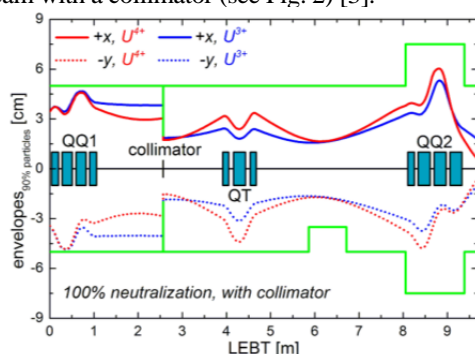 eam with a collimator (see Fig. 2) [5].
9
6
3
0
-3
-6
-9
envelopes90% particles [cm]
+x, U4+
-y, U4+
+x, U3+
-y, U3+
QQ1
collimator
QT
QQ2
100% neutralization, with collimator
0 1 2 3 4 5 6 7 8 9
LEBT [m]